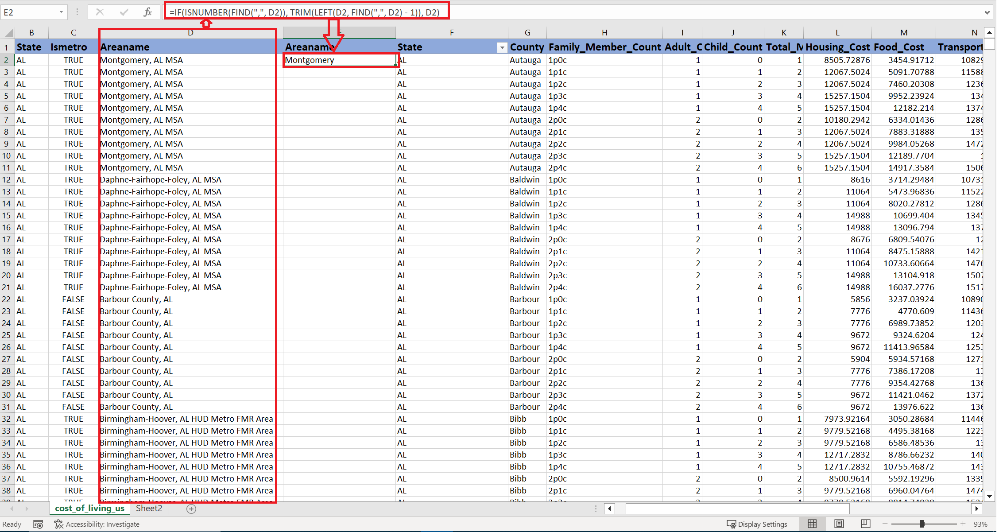 E2 fx =IF(ISNUMBER(FIND(",", D2)), TRIM(LEFT(D2, FIND(",", D2) - 1)), D2)
B C D F G H I J K L M N
1 State Ismetro Areaname Areaname State County Family_Member_Count Adult_C Child_Count Total_M Housing_Cost Food_Cost Transport
2 AL TRUE Montgomery, AL MSA Montgomery AL Autauga 1p0c 1 0 1 8505.72876 3454.91712 10829
3 AL TRUE Montgomery, AL MSA AL Autauga 1p1c 1 1 2 12067.5024 5091.70788 11588
4 AL TRUE Montgomery, AL MSA AL Autauga 1p2c 1 2 3 12067.5024 7460.20308 1236
5 AL TRUE Montgomery, AL MSA AL Autauga 1p3c 1 3 4 15257.1504 9952.23924 134
6 AL TRUE Montgomery, AL MSA AL Autauga 1p4c 1 4 5 15257.1504 12182.214 1374
7 AL TRUE Montgomery, AL MSA AL Autauga 2p0c 2 0 2 10180.2942 6334.01436 1286
8 AL TRUE Montgomery, AL MSA AL Autauga 2p1c 2 1 3 12067.5024 7883.31888 135
9 AL TRUE Montgomery, AL MSA AL Autauga 2p2c 2 2 4 12067.5024 9984.05268 1472
10 AL TRUE Montgomery, AL MSA AL Autauga 2p3c 2 3 5 15257.1504 12189.7704
11 AL TRUE Montgomery, AL MSA AL Autauga 2p4c 2 4 6 15257.1504 14917.3584 1506
12 AL TRUE Daphne-Fairhope-Foley, AL MSA AL Baldwin 1p0c 1 0 1 8616 3714.29484 10731
13 AL TRUE Daphne-Fairhope-Foley, AL MSA AL Baldwin 1p1c 1 1 2 11064 5473.96836 11522
14 AL TRUE Daphne-Fairhope-Foley, AL MSA AL Baldwin 1p2c 1 2 3 11064 8020.27812 1286
15 AL TRUE Daphne-Fairhope-Foley, AL MSA AL Baldwin 1p3c 1 3 4 14988 10699.404 1345
16 AL TRUE Daphne-Fairhope-Foley, AL MSA AL Baldwin 1p4c 1 4 5 14988 13096.794 137
17 AL TRUE Daphne-Fairhope-Foley, AL MSA AL Baldwin 2p0c 2 0 2 8676 6809.54076 12
18 AL TRUE Daphne-Fairhope-Foley, AL MSA AL Baldwin 2p1c 2 1 3 11064 8475.15888 1421
19 AL TRUE Daphne-Fairhope-Foley, AL MSA AL Baldwin 2p2c 2 2 4 11064 10733.60664 1476
20 AL TRUE Daphne-Fairhope-Foley, AL MSA AL Baldwin 2p3c 2 3 5 14988 13104.918 1507
21 AL TRUE Daphne-Fairhope-Foley, AL MSA AL Baldwin 2p4c 2 4 6 14988 16037.2776 1517
22 AL FALSE Barbour County, AL AL Barbour 1p0c 1 0 1 5856 3237.03924 10890
23 AL FALSE Barbour County, AL AL Barbour 1p1c 1 1 2 7776 4770.609 11436
24 AL FALSE Barbour County, AL AL Barbour 1p2c 1 2 3 7776 6989.73852 1203
25 AL FALSE Barbour County, AL AL Barbour 1p3c 1 3 4 9672 9324.6204 124
26 AL FALSE Barbour County, AL AL Barbour 1p4c 1 4 5 9672 11413.96584 1253
27 AL FALSE Barbour County, AL AL Barbour 2p0c 2 0 2 5904 5934.57168 1271
28 AL FALSE Barbour County, AL AL Barbour 2p1c 2 1 3 7776 7386.17208 13
29 AL FALSE Barbour County, AL AL Barbour 2p2c 2 2 4 7776 9354.42768 136
30 AL FALSE Barbour County, AL AL Barbour 2p3c 2 3 5 9672 11421.0462 1372
31 AL FALSE Barbour County, AL AL Barbour 2p4c 2 4 6 9672 13976.622 136
32 AL TRUE Birmingham-Hoover, AL HUD Metro FMR Area AL Bibb 1p0c 1 0 1 7973.92164 3050.28684 11446
33 AL TRUE Birmingham-Hoover, AL HUD Metro FMR Area AL Bibb 1p1c 1 1 2 9779.52168 4495.38168 1223
34 AL TRUE Birmingham-Hoover, AL HUD Metro FMR Area AL Bibb 1p2c 1 2 3 9779.52168 6586.48536 13
35 AL TRUE Birmingham-Hoover, AL HUD Metro FMR Area AL Bibb 1p3c 1 3 4 12717.2832 8786.66232 140
36 AL TRUE Birmingham-Hoover, AL HUD Metro FMR Area AL Bibb 1p4c 1 4 5 12717.2832 10755.46872 143
37 AL TRUE Birmingham-Hoover, AL HUD Metro FMR Area AL Bibb 2p0c 2 0 2 8500.9614 5592.19296 1339
38 AL TRUE Birmingham-Hoover, AL HUD Metro FMR Area AL Bibb 2p1c 2 1 3 9779.52168 6960.04764 1474
cost_of_living_us Sheet2
Ready Accessibility: Investigate Display Settings 93%